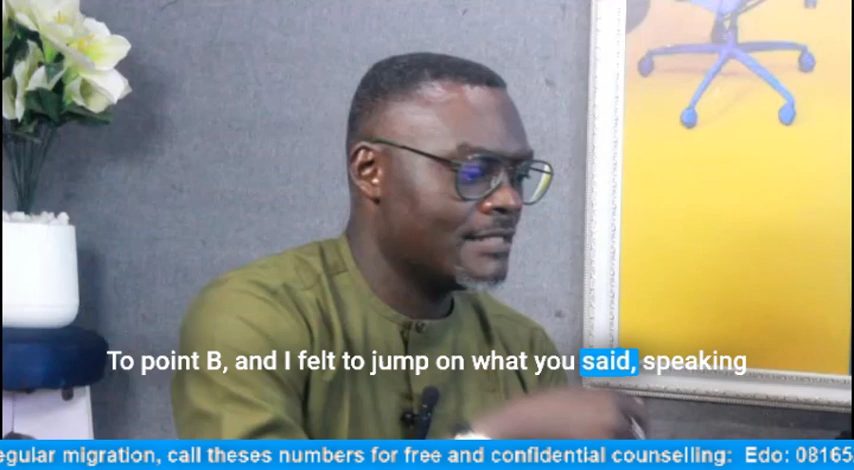 To point B, and I felt to jump on what you said, speaking
egular migration, call theses numbers for free and confidential counselling: Edo: 08165